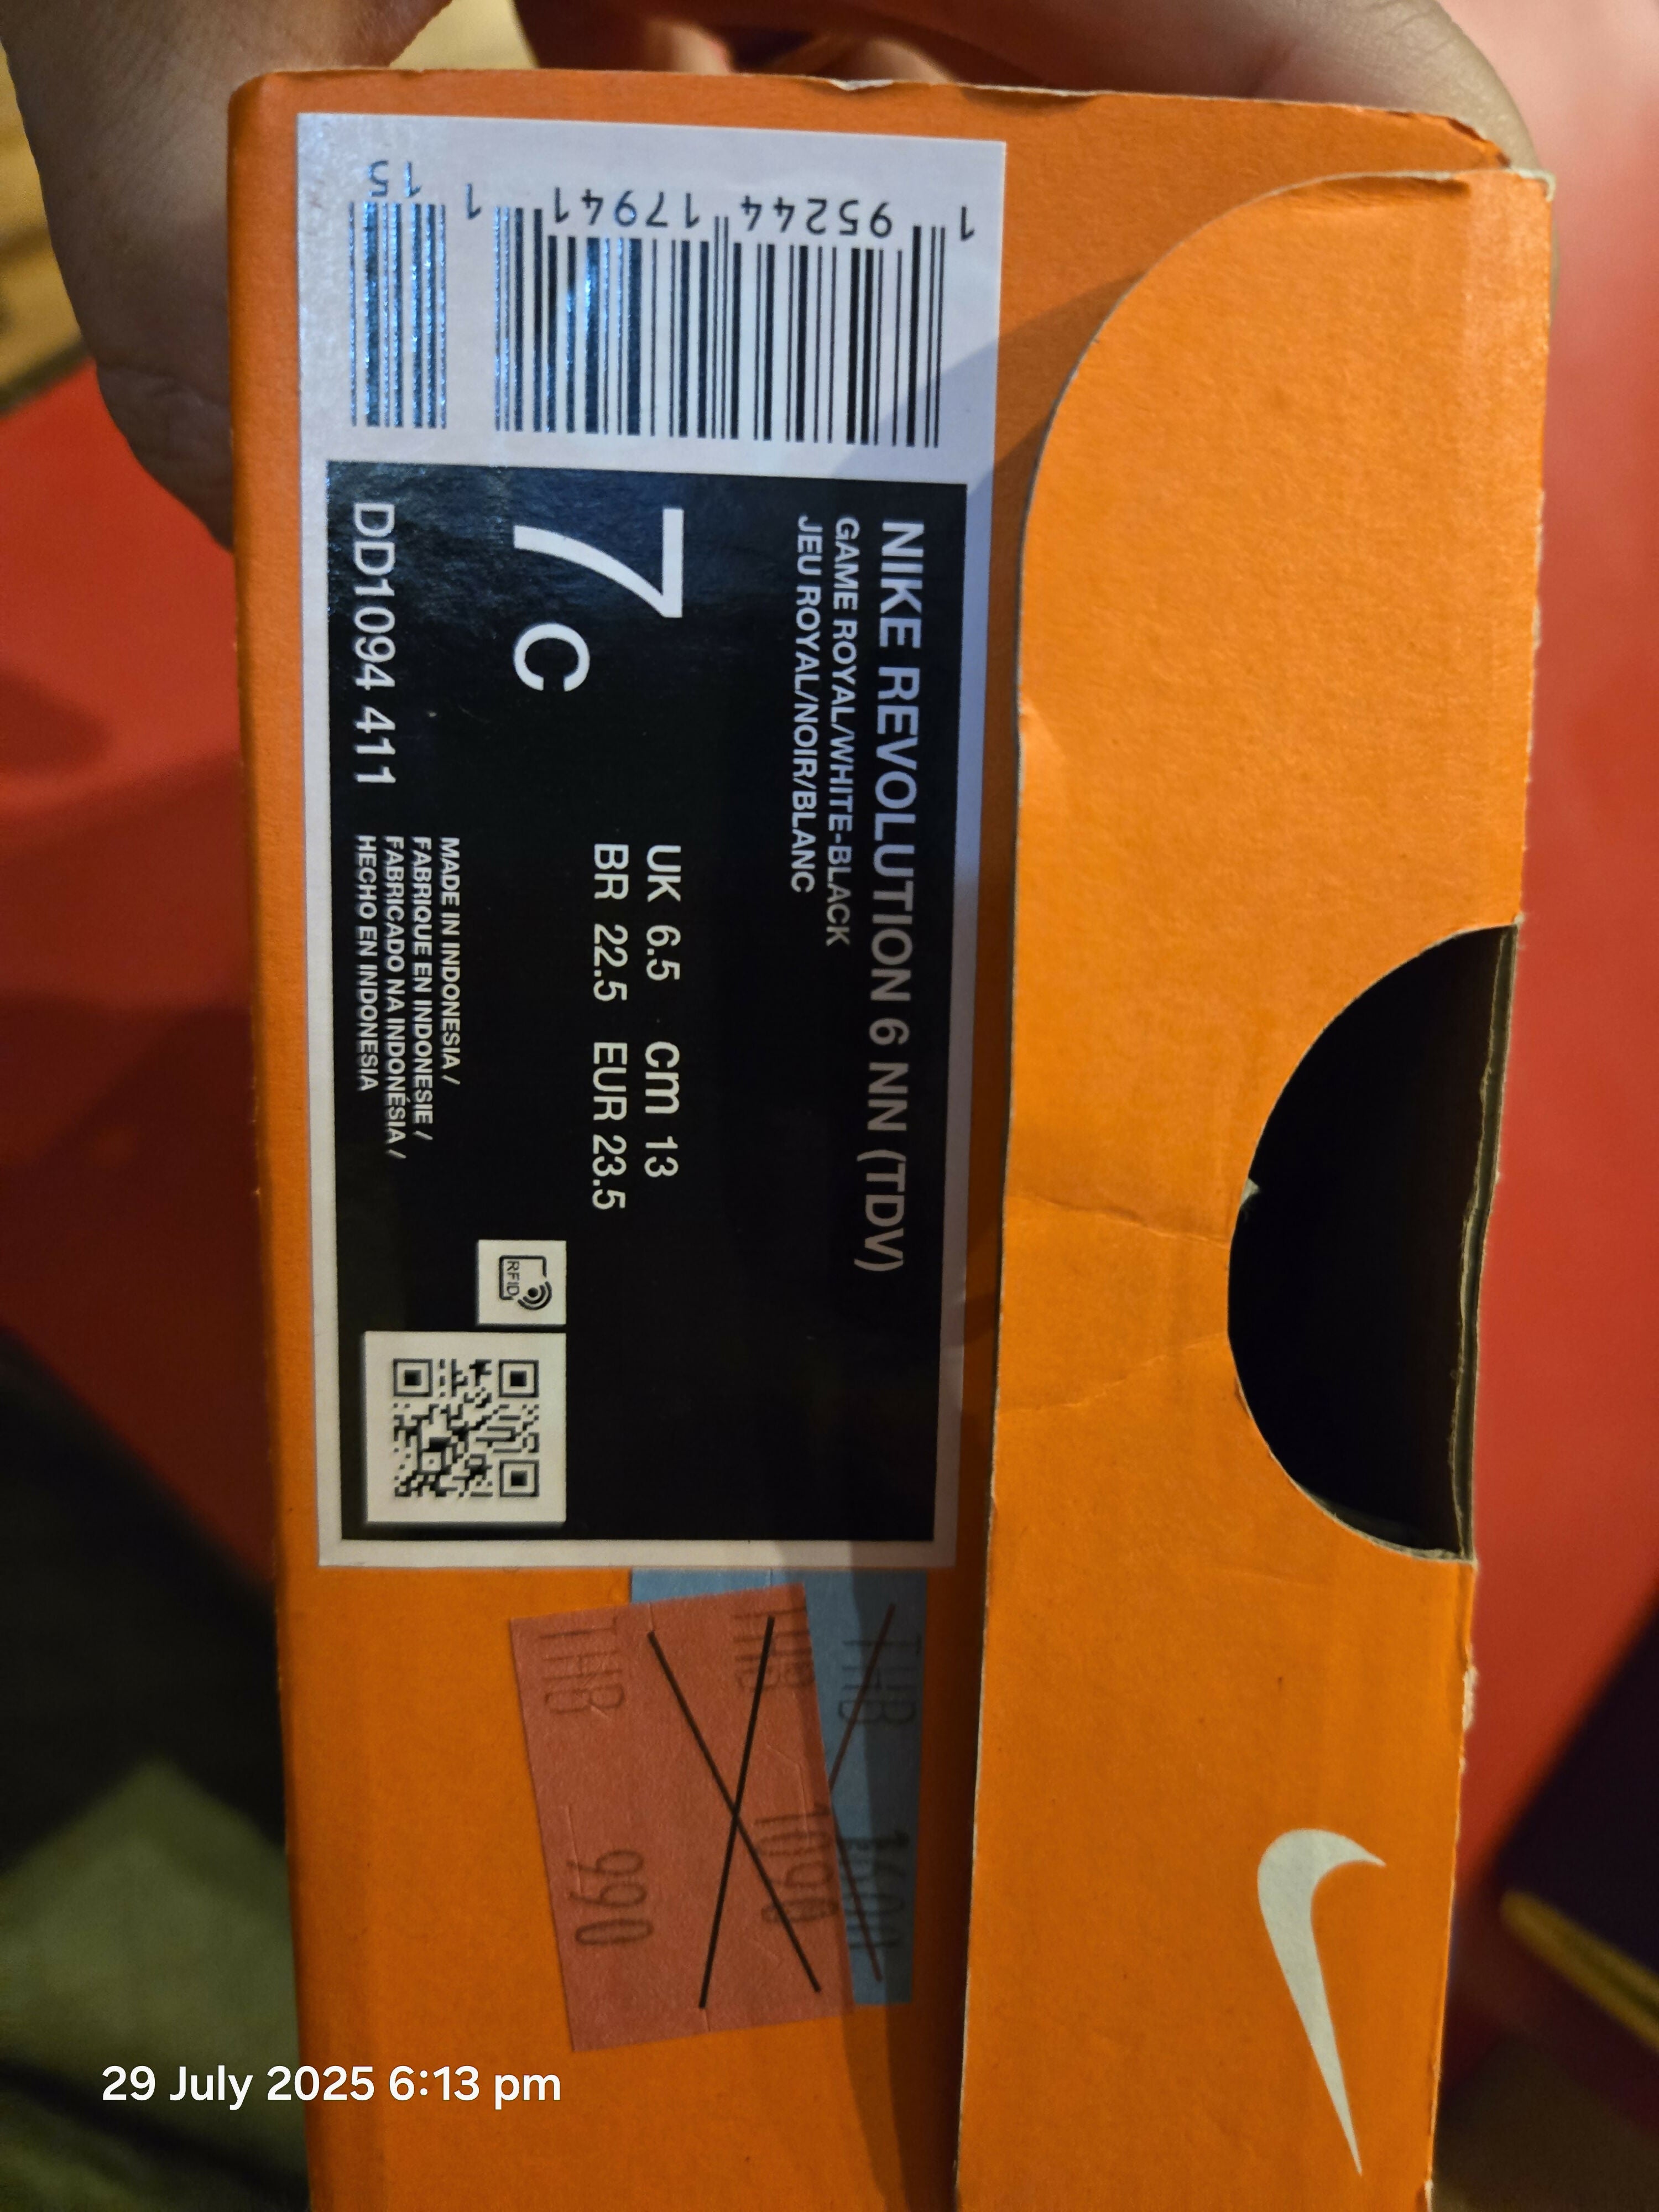 NIKE REVOLUTION 6 NN (TDV)
GAME ROYAL/WHITE-BLACK
JEU ROYAL/NOIR/BLANC
7C
UK 6.5 cm 13
BR 22.5 EUR 23.5
DD1094 411
MADE IN INDONESIA /
FABRIQUE EN INDONESIE /
FABRICADO NA INDONÉSIA /
HECHO EN INDONESIA
RFID
1 95244 17941 1 15
THB
THB 1090
THB 990
29 July 2025 6:13 pm